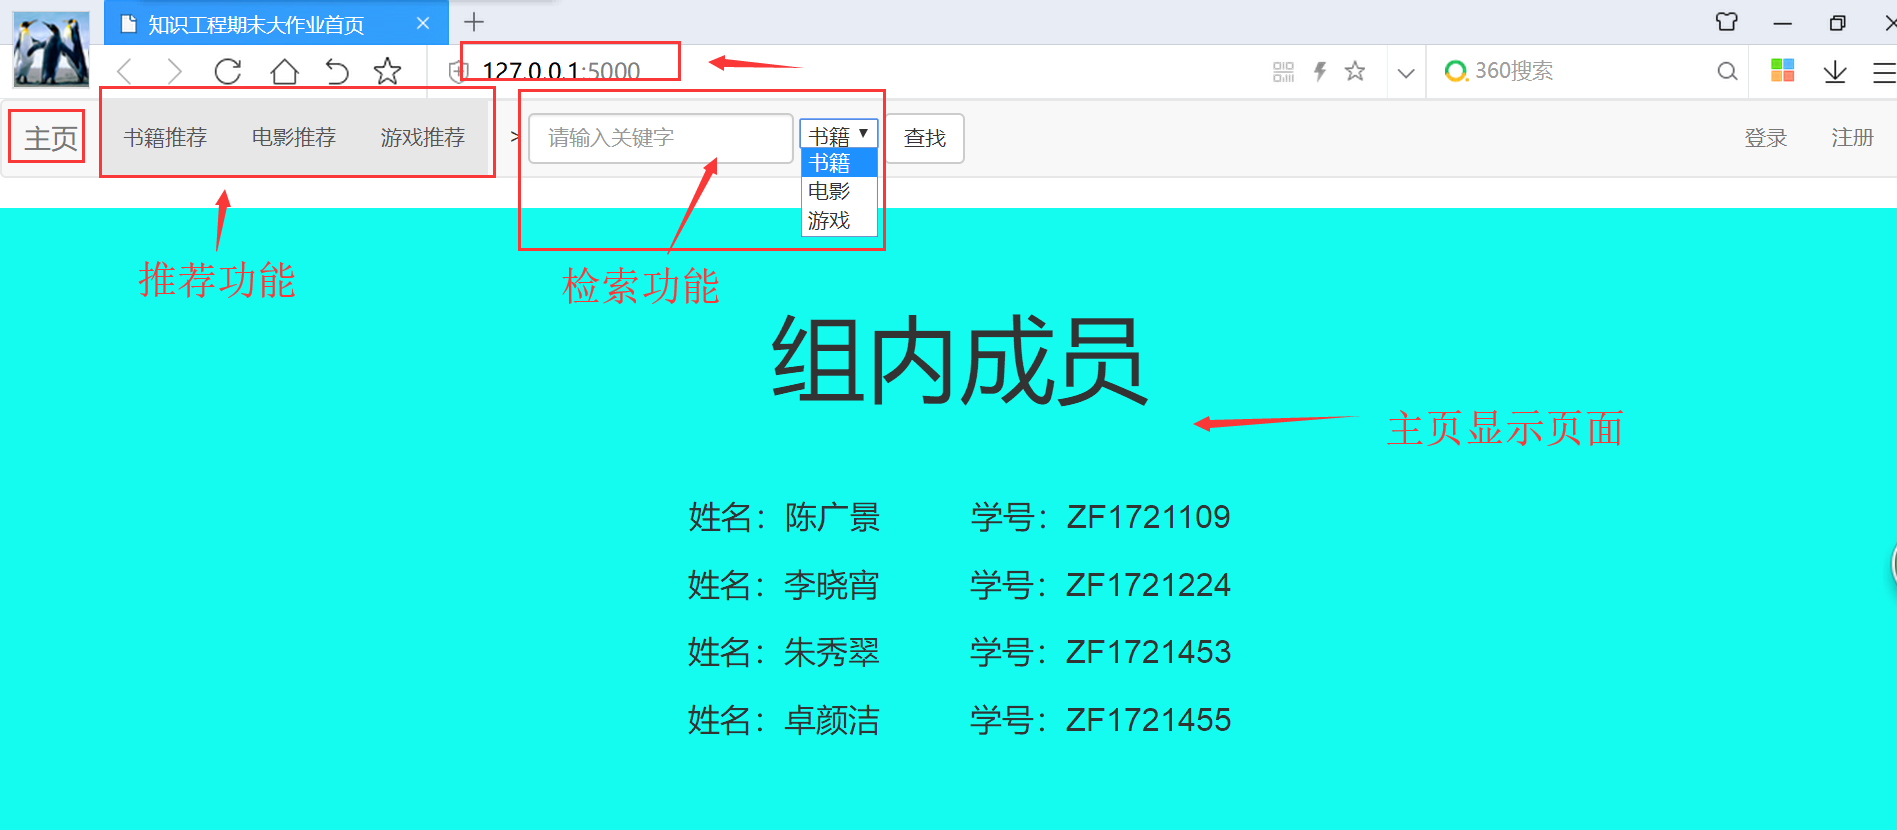 知识工程期末大作业首页
127.0.0.1:5000
360搜索
主页 书籍推荐 电影推荐 游戏推荐 > 请输入关键字 书籍 查找 登录 注册
书籍
电影
游戏
推荐功能
检索功能
组内成员
主页显示页面
姓名：陈广景 学号：ZF1721109
姓名：李晓宵 学号：ZF1721224
姓名：朱秀翠 学号：ZF1721453
姓名：卓颜洁 学号：ZF1721455